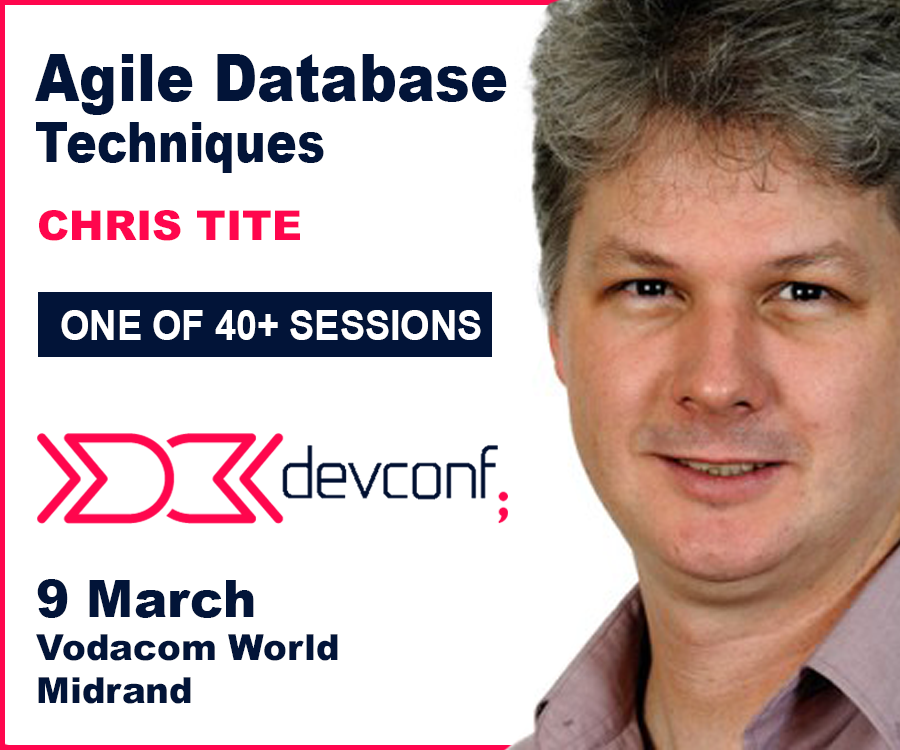 Agile Database
Techniques
CHRIS TITE
ONE OF 40+ SESSIONS
devconf;
9 March
Vodacom World
Midrand